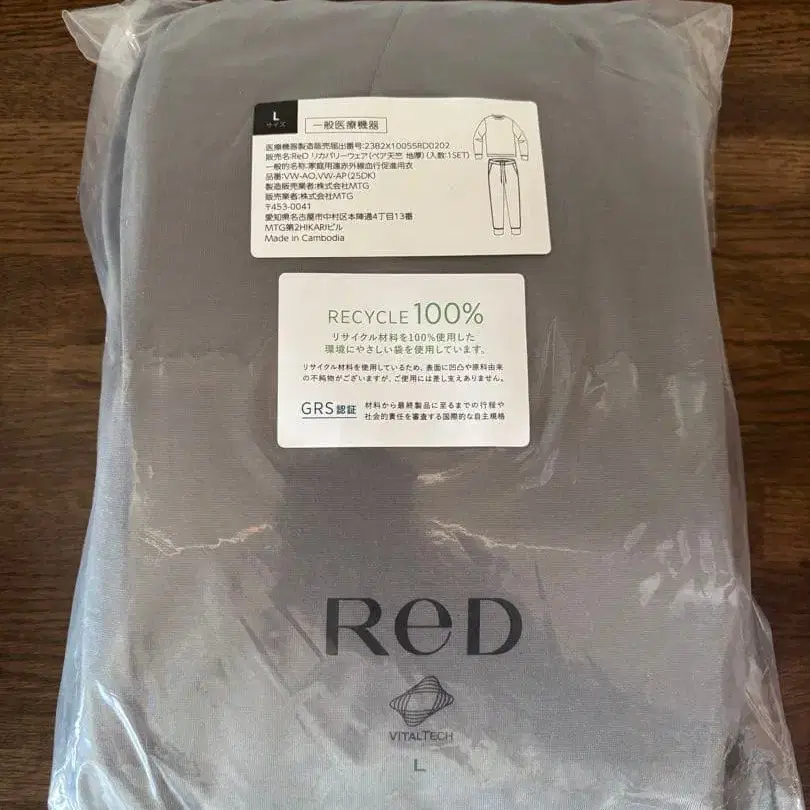 L
サイズ
一般医療機器
医療機器製造販売届出番号:23B2X10055RD0202
販売名:ReD リカバリーウェア(ベア天竺 地厚)(入数:1SET)
一般的名称:家庭用遠赤外線血行促進用衣
品番:VW-AO,VW-AP(25DK)
製造販売業者:株式会社MTG
販売業者:株式会社MTG
〒453-0041
愛知県名古屋市中村区本陣通4丁目13番
MTG第2HIKARIビル
Made in Cambodia
RECYCLE 100%
リサイクル材料を100%使用した
環境にやさしい袋を使用しています。
リサイクル材料を使用しているため、表面に凹凸や原料由来
の不純物がございますが、ご使用には差し支えありません。
GRS認証
材料から最終製品に至るまでの行程や
社会的責任を審査する国際的な自主規格
ReD
VITALTECH
L